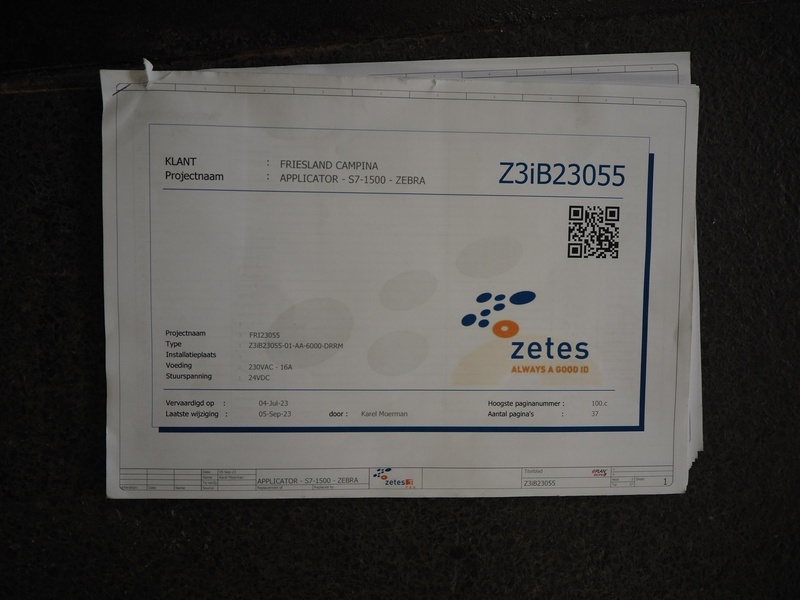 KLANT : FRIESLAND CAMPINA
Projectnaam : APPLICATOR - S7-1500 - ZEBRA
Z3iB23055
zetes
ALWAYS A GOOD ID
Projectnaam : FRI23055
Type : Z3iB23055-01-AA-6000-DRRM
Installatieplaats
Voeding : 230VAC - 16A
Stuurspanning : 24VDC
Vervaardigd op : 04-Jul-23
Laatste wijziging : 05-Sep-23 door : Karel Moerman
Hoogste paginanummer : 100.c
Aantal pagina's : 37
APPLICATOR - S7-1500 - ZEBRA
zetes
Titelblad
Z3iB23055
1